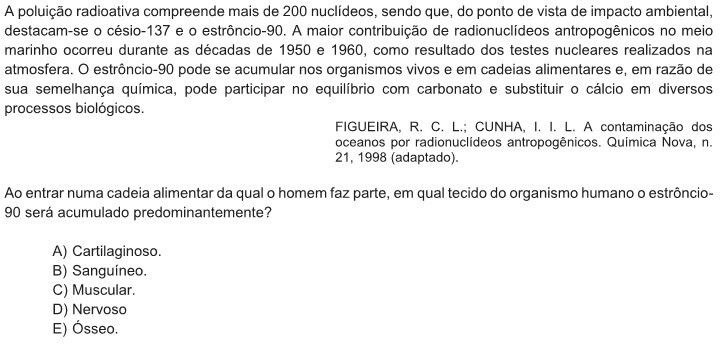 A poluição radioativa compreende mais de 200 nuclídeos, sendo que, do ponto de vista de impacto ambiental,
destacam-se o césio-137 e o estrôncio-90. A maior contribuição de radionuclídeos antropogênicos no meio
marinho ocorreu durante as décadas de 1950 e 1960, como resultado dos testes nucleares realizados na
atmosfera. O estrôncio-90 pode se acumular nos organismos vivos e em cadeias alimentares e, em razão de
sua semelhança química, pode participar no equilíbrio com carbonato e substituir o cálcio em diversos
processos biológicos.
FIGUEIRA, R. C. L.; CUNHA, I. I. L. A contaminação dos
oceanos por radionuclídeos antropogênicos. Química Nova, n.
21, 1998 (adaptado).
Ao entrar numa cadeia alimentar da qual o homem faz parte, em qual tecido do organismo humano o estrôncio-
90 será acumulado predominantemente?
A) Cartilaginoso.
B) Sanguíneo.
C) Muscular.
D) Nervoso
E) Ósseo.